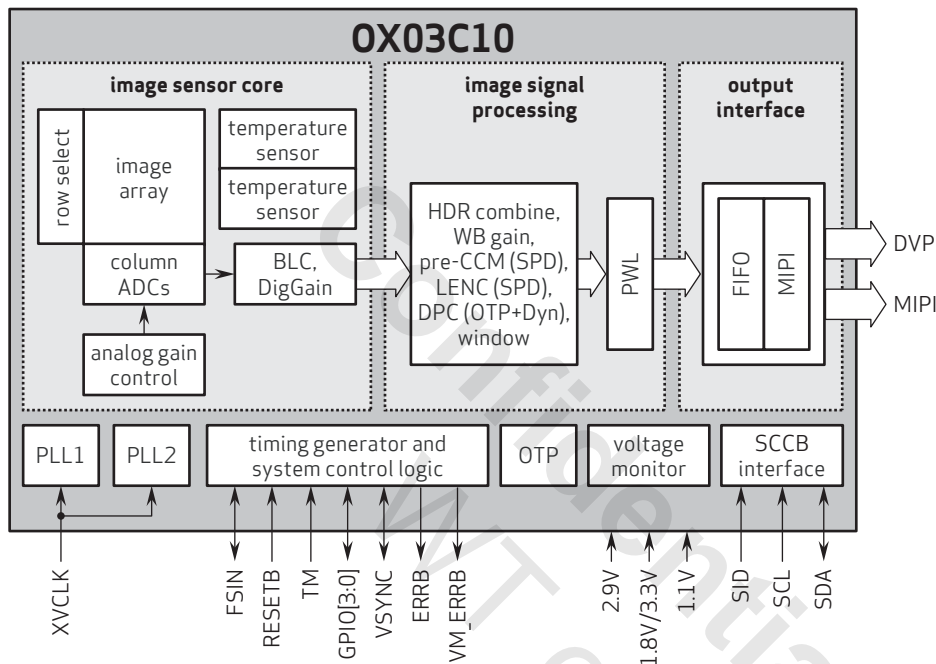 OX03C10
image sensor core
image signal
processing
output
interface
row select
image
array
temperature
sensor
temperature
sensor
column
ADCs
BLC,
DigGain
analog gain
control
HDR combine,
WB gain,
pre-CCM (SPD),
LENC (SPD),
DPC (OTP+Dyn),
window
PWL
FIFO
MIPI
DVP
MIPI
PLL1
PLL2
timing generator and
system control logic
OTP
voltage
monitor
SCCB
interface
XVCLK
FSIN
RESETB
TM
GPIO[3:0]
VSYNC
ERRB
VM_ERRB
2.9V
1.8V/3.3V
1.1V
SID
SCL
SDA
Confidential
WT